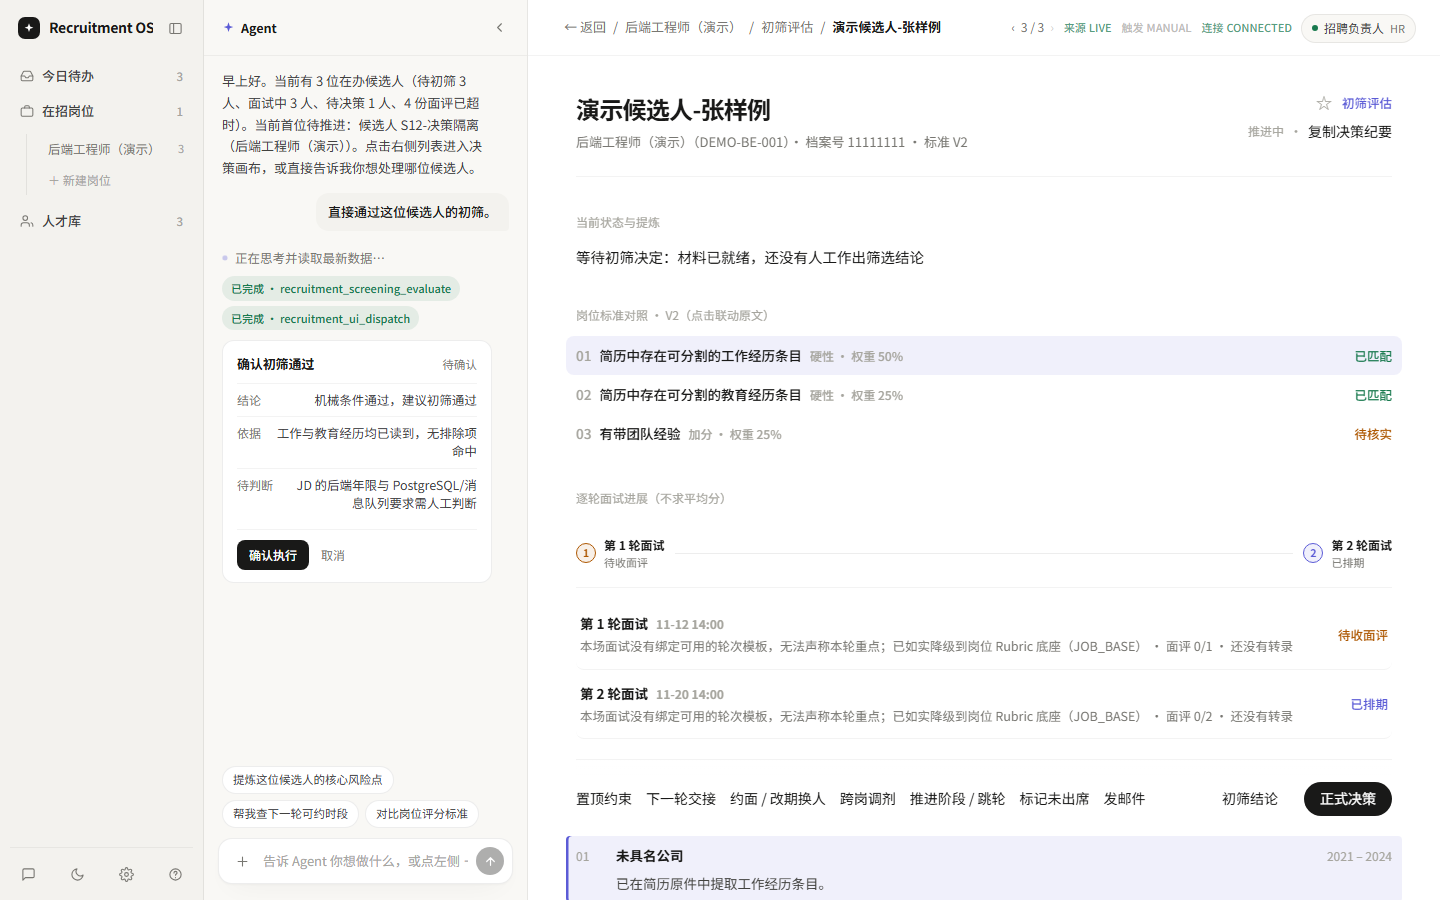 Recruitment OS
今日待办 3
在招岗位 1
后端工程师（演示） 3
+ 新建岗位
人才库 3
Agent
早上好。当前有 3 位在办候选人（待初筛 3
人、面试中 3 人、待决策 1 人、4 份面评已超
时）。当前首位待推进：候选人 S12-决策隔离
（后端工程师（演示））。点击右侧列表进入决
策画布，或直接告诉我你想处理哪位候选人。
直接通过这位候选人的初筛。
正在思考并读取最新数据…
已完成 · recruitment_screening_evaluate
已完成 · recruitment_ui_dispatch
确认初筛通过 待确认
结论 机械条件通过，建议初筛通过
依据 工作与教育经历均已读到，无排除项
命中
待判断 JD 的后端年限与 PostgreSQL/消
息队列要求需人工判断
确认执行 取消
提炼这位候选人的核心风险点
帮我查下一轮可约时段 对比岗位评分标准
告诉 Agent 你想做什么，或点左侧 -
← 返回 / 后端工程师（演示） / 初筛评估 / 演示候选人-张样例
‹ 3 / 3 › 来源 LIVE 触发 MANUAL 连接 CONNECTED 招聘负责人 HR
演示候选人-张样例
后端工程师（演示）（DEMO-BE-001） · 档案号 11111111 · 标准 V2
☆ 初筛评估
推进中 · 复制决策纪要
当前状态与提炼
等待初筛决定：材料已就绪，还没有人工作出筛选结论
岗位标准对照 · V2（点击联动原文）
01 简历中存在可分割的工作经历条目 硬性 · 权重 50% 已匹配
02 简历中存在可分割的教育经历条目 硬性 · 权重 25% 已匹配
03 有带团队经验 加分 · 权重 25% 待核实
逐轮面试进展（不求平均分）
1 第 1 轮面试 待收面评
2 第 2 轮面试 已排期
第 1 轮面试 11-12 14:00
本场面试没有绑定可用的轮次模板，无法声称本轮重点；已如实降级到岗位 Rubric 底座（JOB_BASE） · 面评 0/1 · 还没有转录
待收面评
第 2 轮面试 11-20 14:00
本场面试没有绑定可用的轮次模板，无法声称本轮重点；已如实降级到岗位 Rubric 底座（JOB_BASE） · 面评 0/2 · 还没有转录
已排期
置顶约束 下一轮交接 约面 / 改期换人 跨岗调剂 推进阶段 / 跳轮 标记未出席 发邮件 初筛结论 正式决策
01 未具名公司 2021 – 2024
已在简历原件中提取工作经历条目。